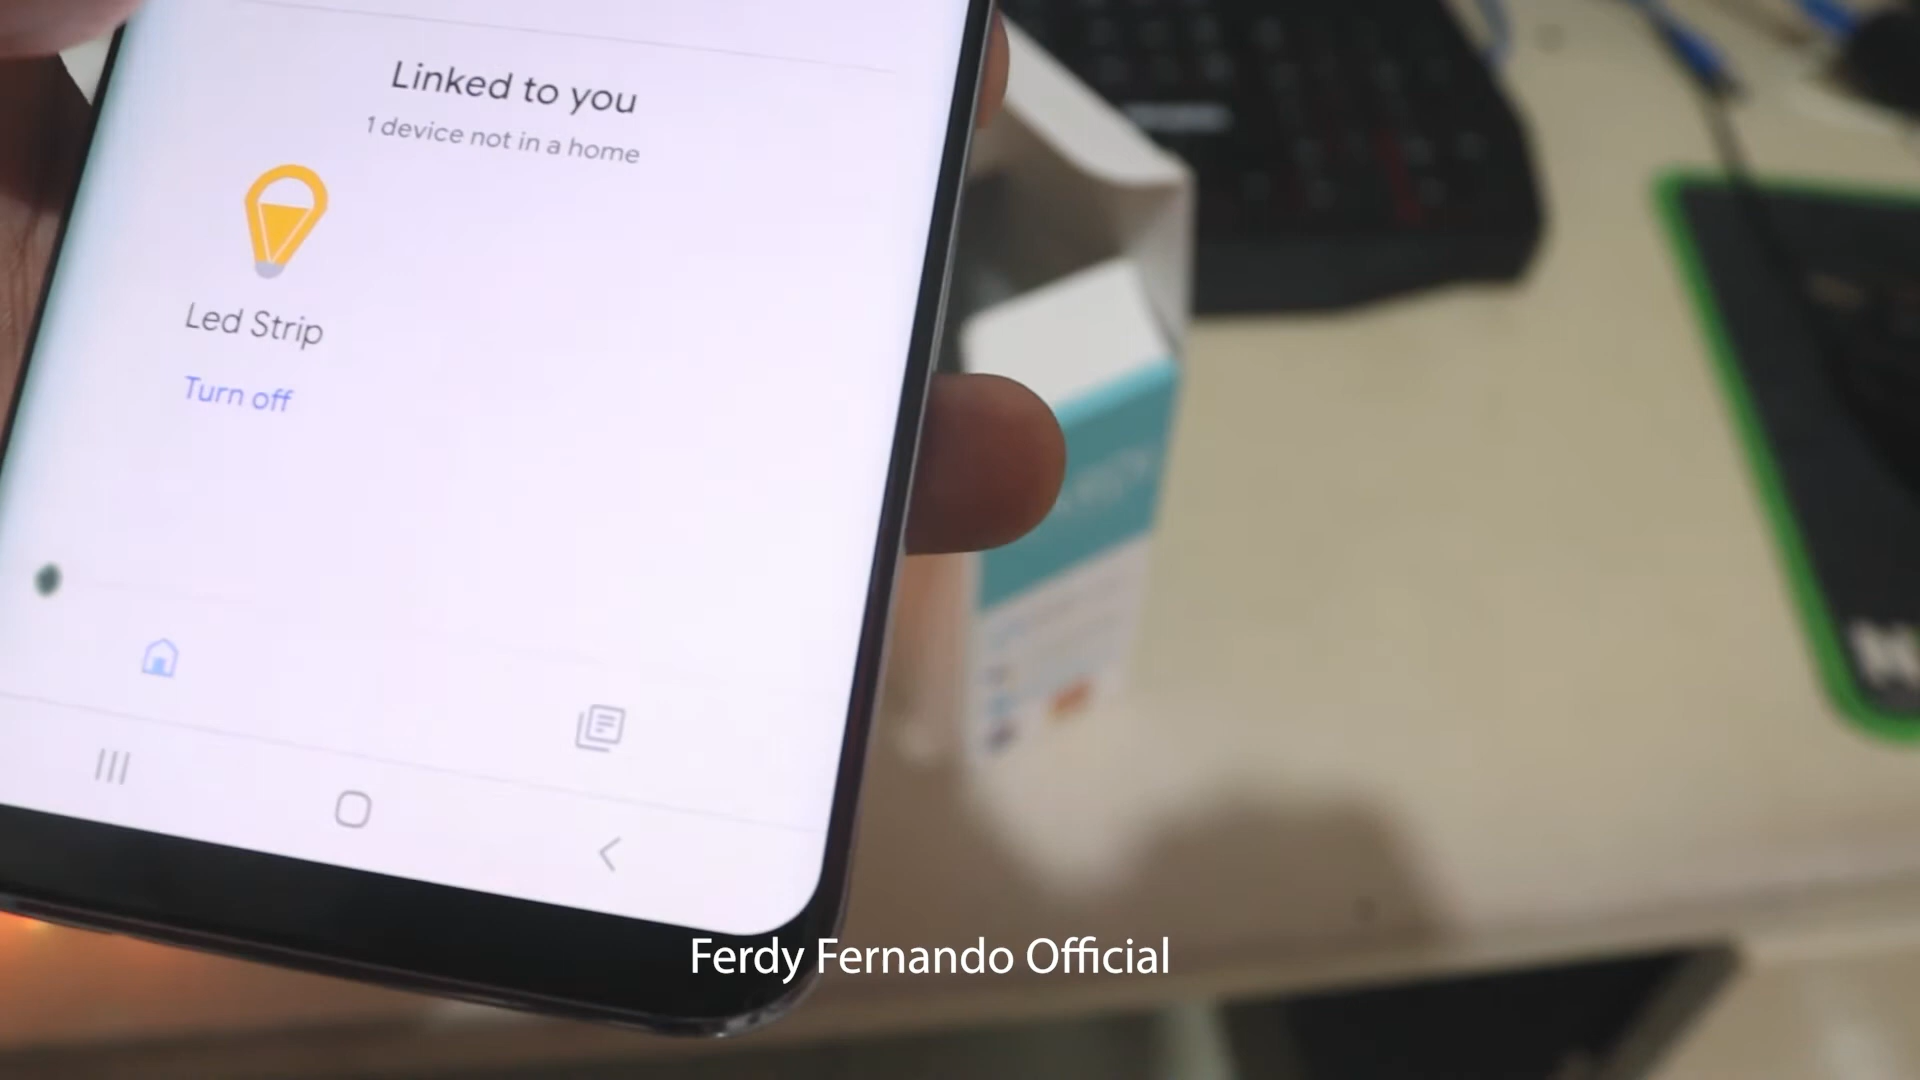 Linked to you
1 device not in a home
Led Strip
Turn off
Ferdy Fernando Official